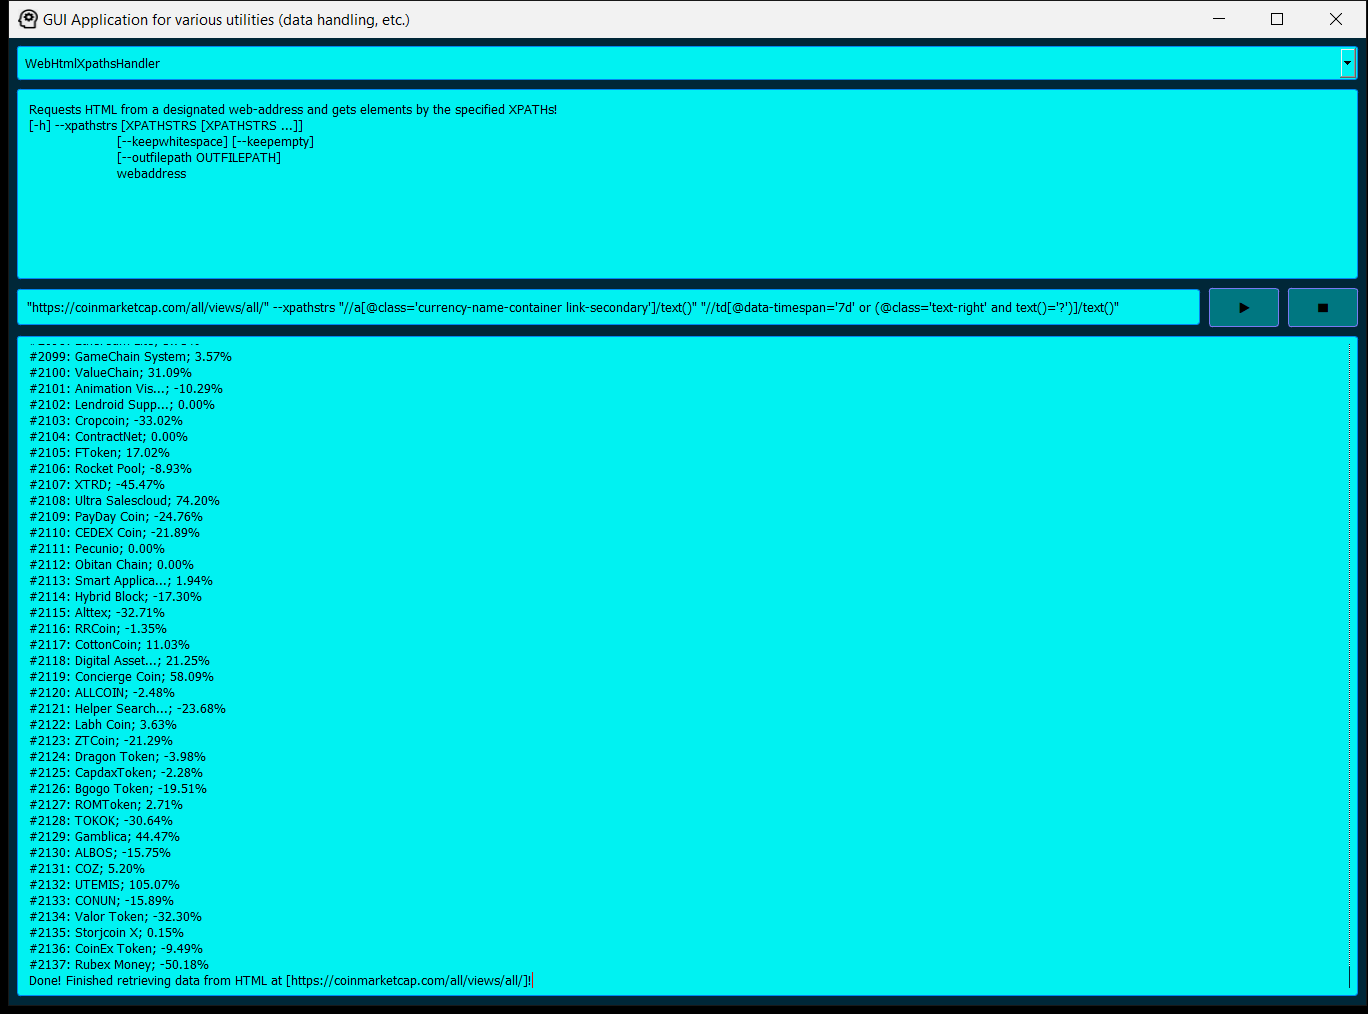 GUI Application for various utilities (data handling, etc.)
WebHtmlXpathsHandler
Requests HTML from a designated web-address and gets elements by the specified XPATHs!
[-h] --xpathstrs [XPATHSTRS [XPATHSTRS ...]]
[--keepwhitespace] [--keepempty]
[--outfilepath OUTFILEPATH]
webaddress
"https://coinmarketcap.com/all/views/all/" --xpathstrs "//a[@class='currency-name-container link-secondary']/text()" "//td[@data-timespan='7d' or (@class='text-right' and text()='?')]/text()"
#2099: GameChain System; 3.57%
#2100: ValueChain; 31.09%
#2101: Animation Vis...; -10.29%
#2102: Lendroid Supp...; 0.00%
#2103: Cropcoin; -33.02%
#2104: ContractNet; 0.00%
#2105: FToken; 17.02%
#2106: Rocket Pool; -8.93%
#2107: XTRD; -45.47%
#2108: Ultra Salescloud; 74.20%
#2109: PayDay Coin; -24.76%
#2110: CEDEX Coin; -21.89%
#2111: Pecunio; 0.00%
#2112: Obitan Chain; 0.00%
#2113: Smart Applica...; 1.94%
#2114: Hybrid Block; -17.30%
#2115: Alttex; -32.71%
#2116: RRCoin; -1.35%
#2117: CottonCoin; 11.03%
#2118: Digital Asset...; 21.25%
#2119: Concierge Coin; 58.09%
#2120: ALLCOIN; -2.48%
#2121: Helper Search...; -23.68%
#2122: Labh Coin; 3.63%
#2123: ZTCoin; -21.29%
#2124: Dragon Token; -3.98%
#2125: CapdaxToken; -2.28%
#2126: Bgogo Token; -19.51%
#2127: ROMToken; 2.71%
#2128: TOKOK; -30.64%
#2129: Gamblica; 44.47%
#2130: ALBOS; -15.75%
#2131: COZ; 5.20%
#2132: UTEMIS; 105.07%
#2133: CONUN; -15.89%
#2134: Valor Token; -32.30%
#2135: Storjcoin X; 0.15%
#2136: CoinEx Token; -9.49%
#2137: Rubex Money; -50.18%
Done! Finished retrieving data from HTML at [https://coinmarketcap.com/all/views/all/]!